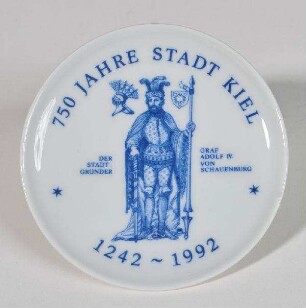 750 JAHRE STADT KIEL
DER
STADT
GRÜNDER
GRAF
ADOLF IV.
VON
SCHAUENBURG
1242 ~ 1992